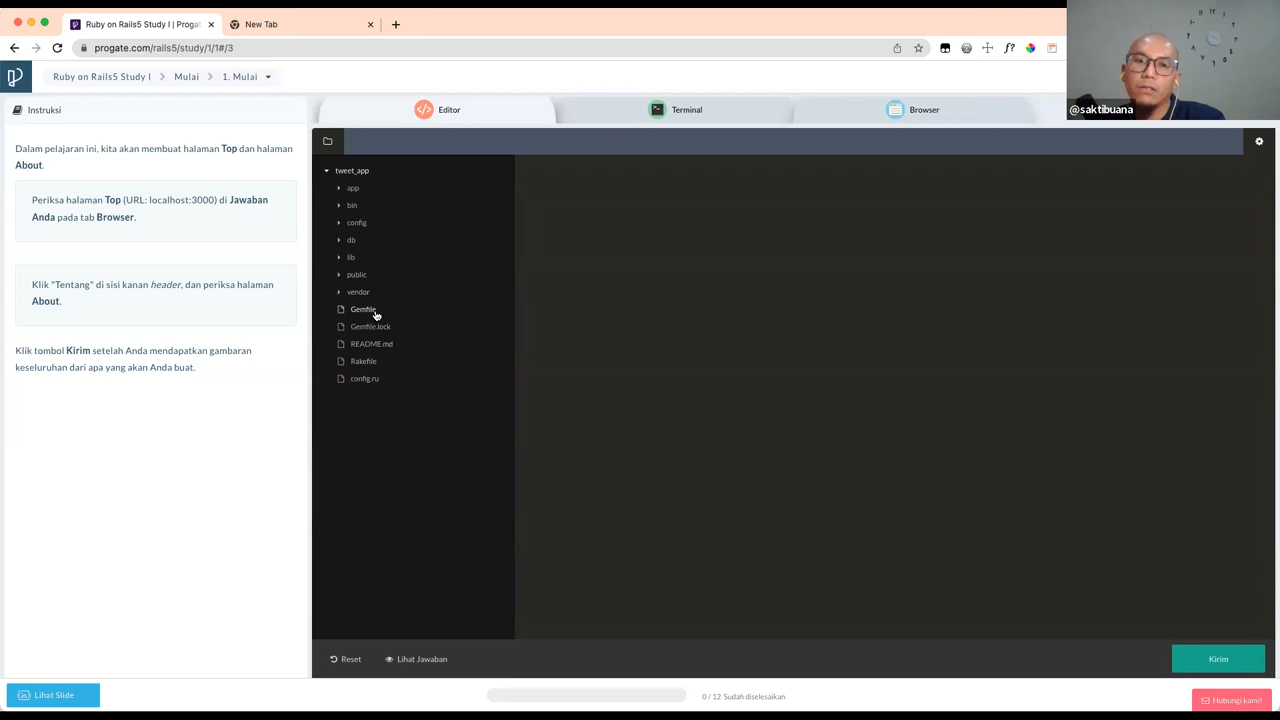 Ruby on Rails5 Study I | Progat
New Tab
progate.com/rails5/study/1/1#/3
Ruby on Rails5 Study I
Mulai
1. Mulai
@saktibuana
Instruksi
Editor
Terminal
Browser
Dalam pelajaran ini, kita akan membuat halaman Top dan halaman
About.
Periksa halaman Top (URL: localhost:3000) di Jawaban
Anda pada tab Browser.
Klik "Tentang" di sisi kanan header, dan periksa halaman
About.
Klik tombol Kirim setelah Anda mendapatkan gambaran
keseluruhan dari apa yang akan Anda buat.
tweet_app
app
bin
config
db
lib
public
vendor
Gemfile
Gemfile.lock
README.md
Rakefile
config.ru
Reset
Lihat Jawaban
Kirim
Lihat Slide
0 / 12 Sudah diselesaikan
Hubungi kami!